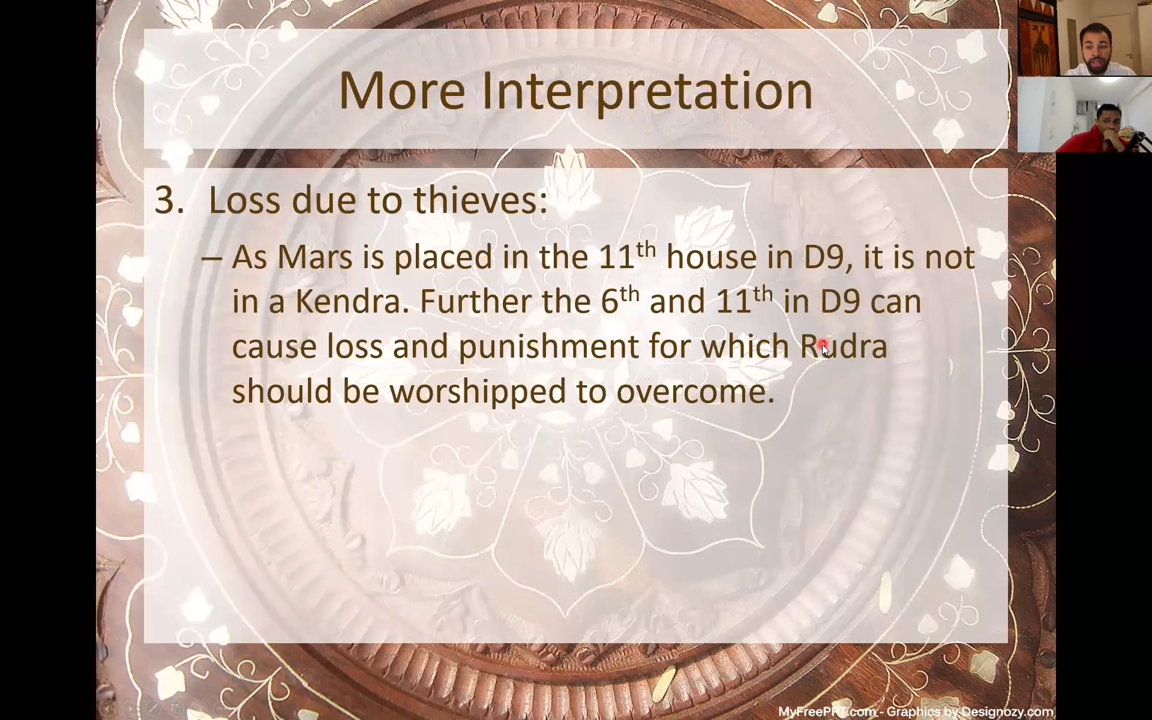 More Interpretation
3. Loss due to thieves:
– As Mars is placed in the 11th house in D9, it is not
in a Kendra. Further the 6th and 11th in D9 can
cause loss and punishment for which Rudra
should be worshipped to overcome.
MyFreePPT.com - Graphics by Designozy.com